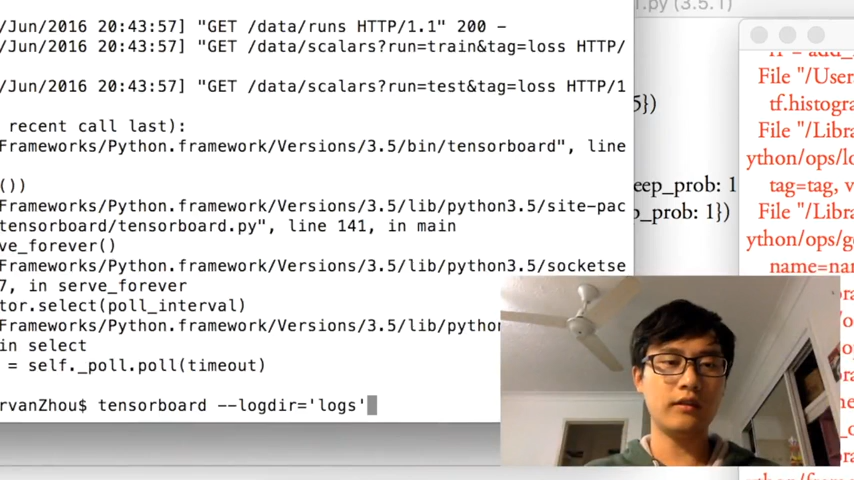 /Jun/2016 20:43:57] "GET /data/runs HTTP/1.1" 200 -
/Jun/2016 20:43:57] "GET /data/scalars?run=train&tag=loss HTTP/
/Jun/2016 20:43:57] "GET /data/scalars?run=test&tag=loss HTTP/1
recent call last):
Frameworks/Python.framework/Versions/3.5/bin/tensorboard", line
())
Frameworks/Python.framework/Versions/3.5/lib/python3.5/site-pac
tensorboard/tensorboard.py", line 141, in main
ve_forever()
Frameworks/Python.framework/Versions/3.5/lib/python3.5/socketse
7, in serve_forever
tor.select(poll_interval)
Frameworks/Python.framework/Versions/3.5/lib/python
in select
= self._poll.poll(timeout)
rvanZhou$ tensorboard --logdir='logs'
1.py (3.5.1)
5})
eep_prob: 1
b_prob: 1})
File "/User
tf.histogra
File "/Libra
ython/ops/lo
tag=tag, v
File "/Libra
ython/ops/ge
name=nam